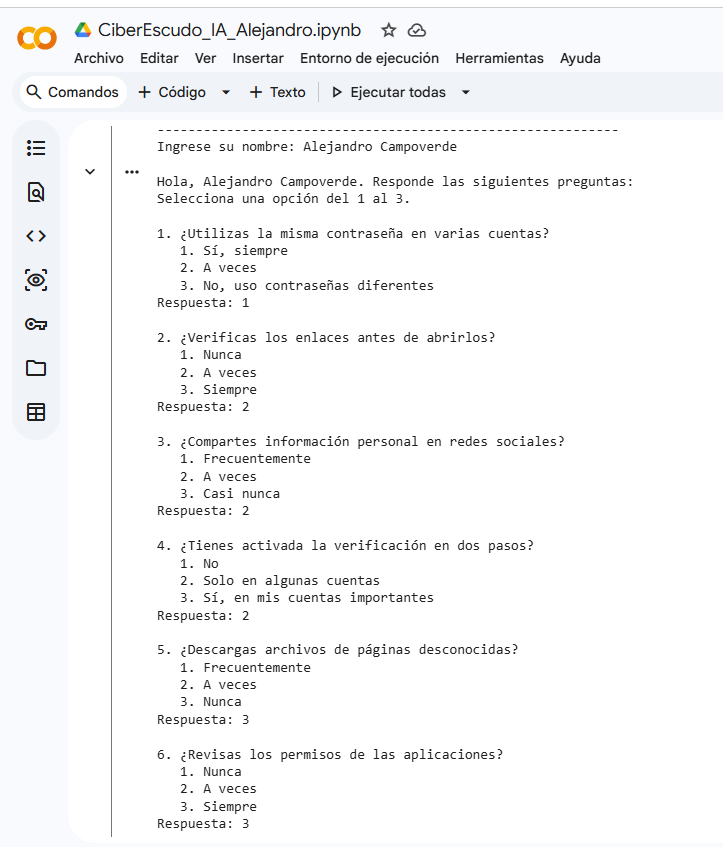 CiberEscudo_IA_Alejandro.ipynb
Archivo Editar Ver Insertar Entorno de ejecución Herramientas Ayuda
Comandos + Código + Texto Ejecutar todas
------------------------------------------------------------
Ingrese su nombre: Alejandro Campoverde
Hola, Alejandro Campoverde. Responde las siguientes preguntas:
Selecciona una opción del 1 al 3.
1. ¿Utilizas la misma contraseña en varias cuentas?
1. Sí, siempre
2. A veces
3. No, uso contraseñas diferentes
Respuesta: 1
2. ¿Verificas los enlaces antes de abrirlos?
1. Nunca
2. A veces
3. Siempre
Respuesta: 2
3. ¿Compartes información personal en redes sociales?
1. Frecuentemente
2. A veces
3. Casi nunca
Respuesta: 2
4. ¿Tienes activada la verificación en dos pasos?
1. No
2. Solo en algunas cuentas
3. Sí, en mis cuentas importantes
Respuesta: 2
5. ¿Descargas archivos de páginas desconocidas?
1. Frecuentemente
2. A veces
3. Nunca
Respuesta: 3
6. ¿Revisas los permisos de las aplicaciones?
1. Nunca
2. A veces
3. Siempre
Respuesta: 3